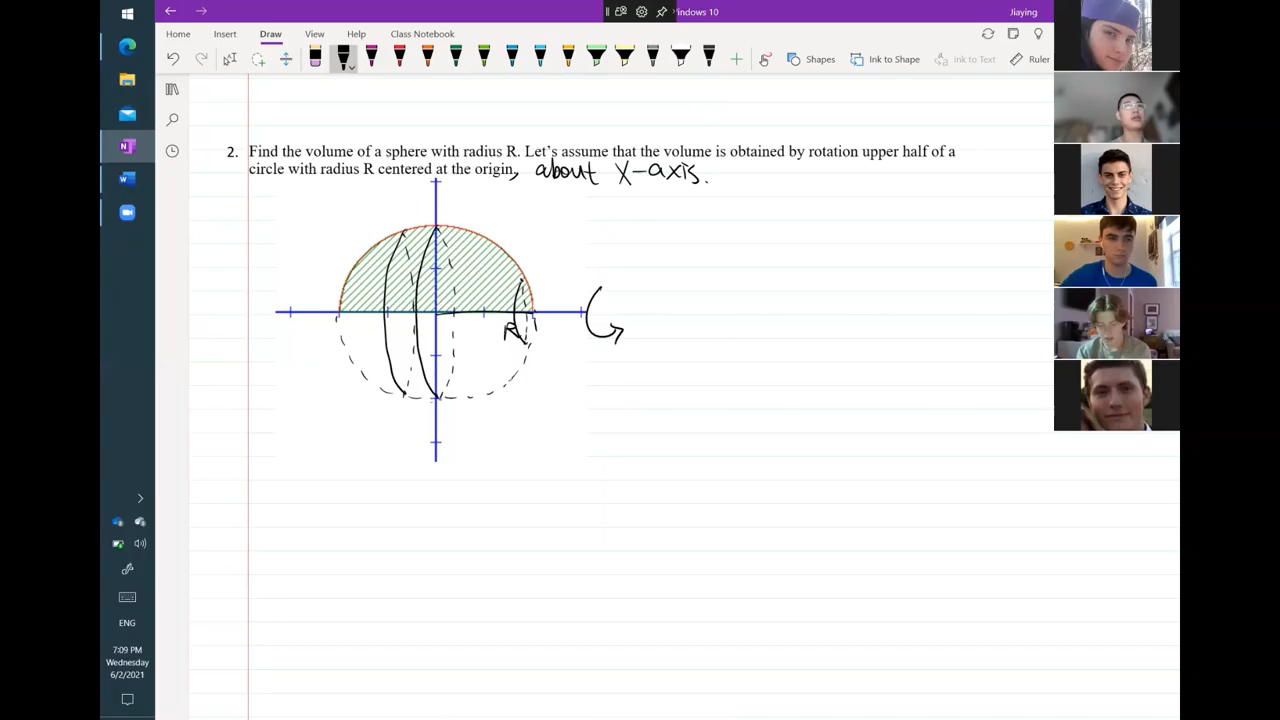 Windows 10
Jiaying
Home Insert Draw View Help Class Notebook
Shapes Ink to Shape Ink to Text Ruler
2. Find the volume of a sphere with radius R. Let's assume that the volume is obtained by rotation upper half of a
circle with radius R centered at the origin, about X-axis.
R
ENG
7:09 PM
Wednesday
6/2/2021